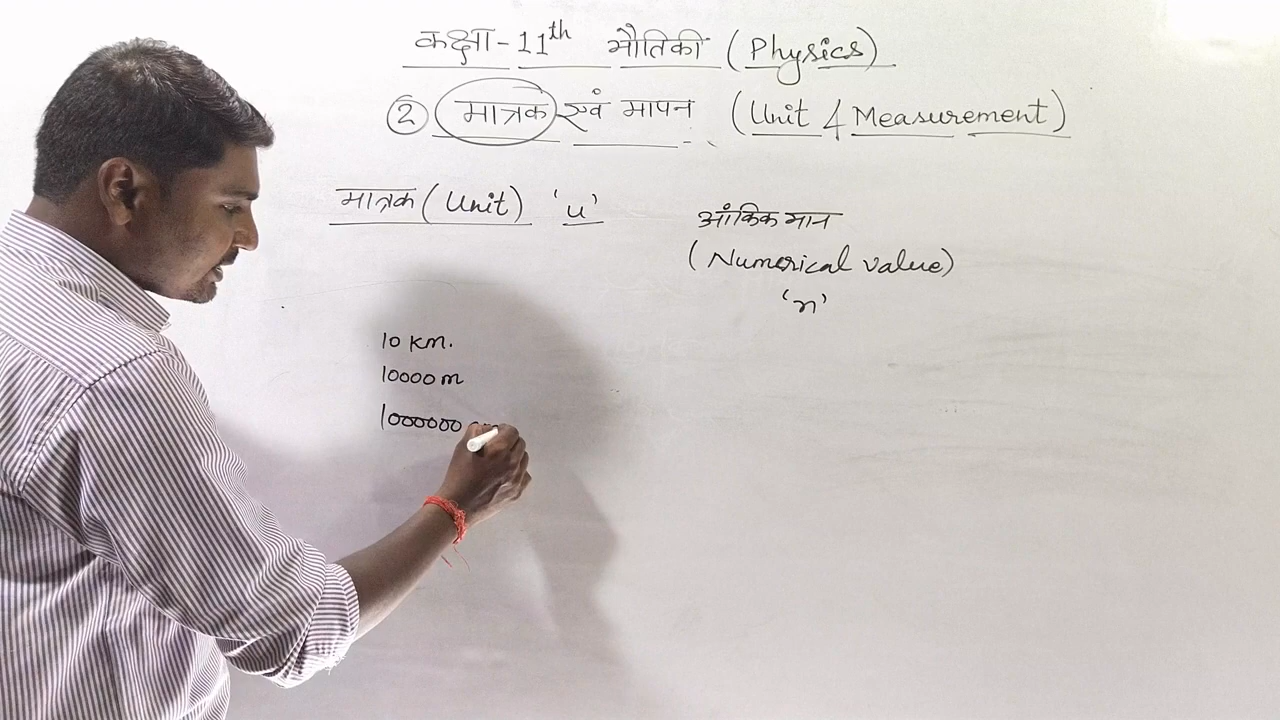 कक्षा - 11th भौतिकी (Physics)
② मात्रक एवं मापन (Unit & Measurement)
मात्रक (Unit) 'u'
आंकिक मान
(Numerical value)
'n'
10 km.
10000 m
1000000